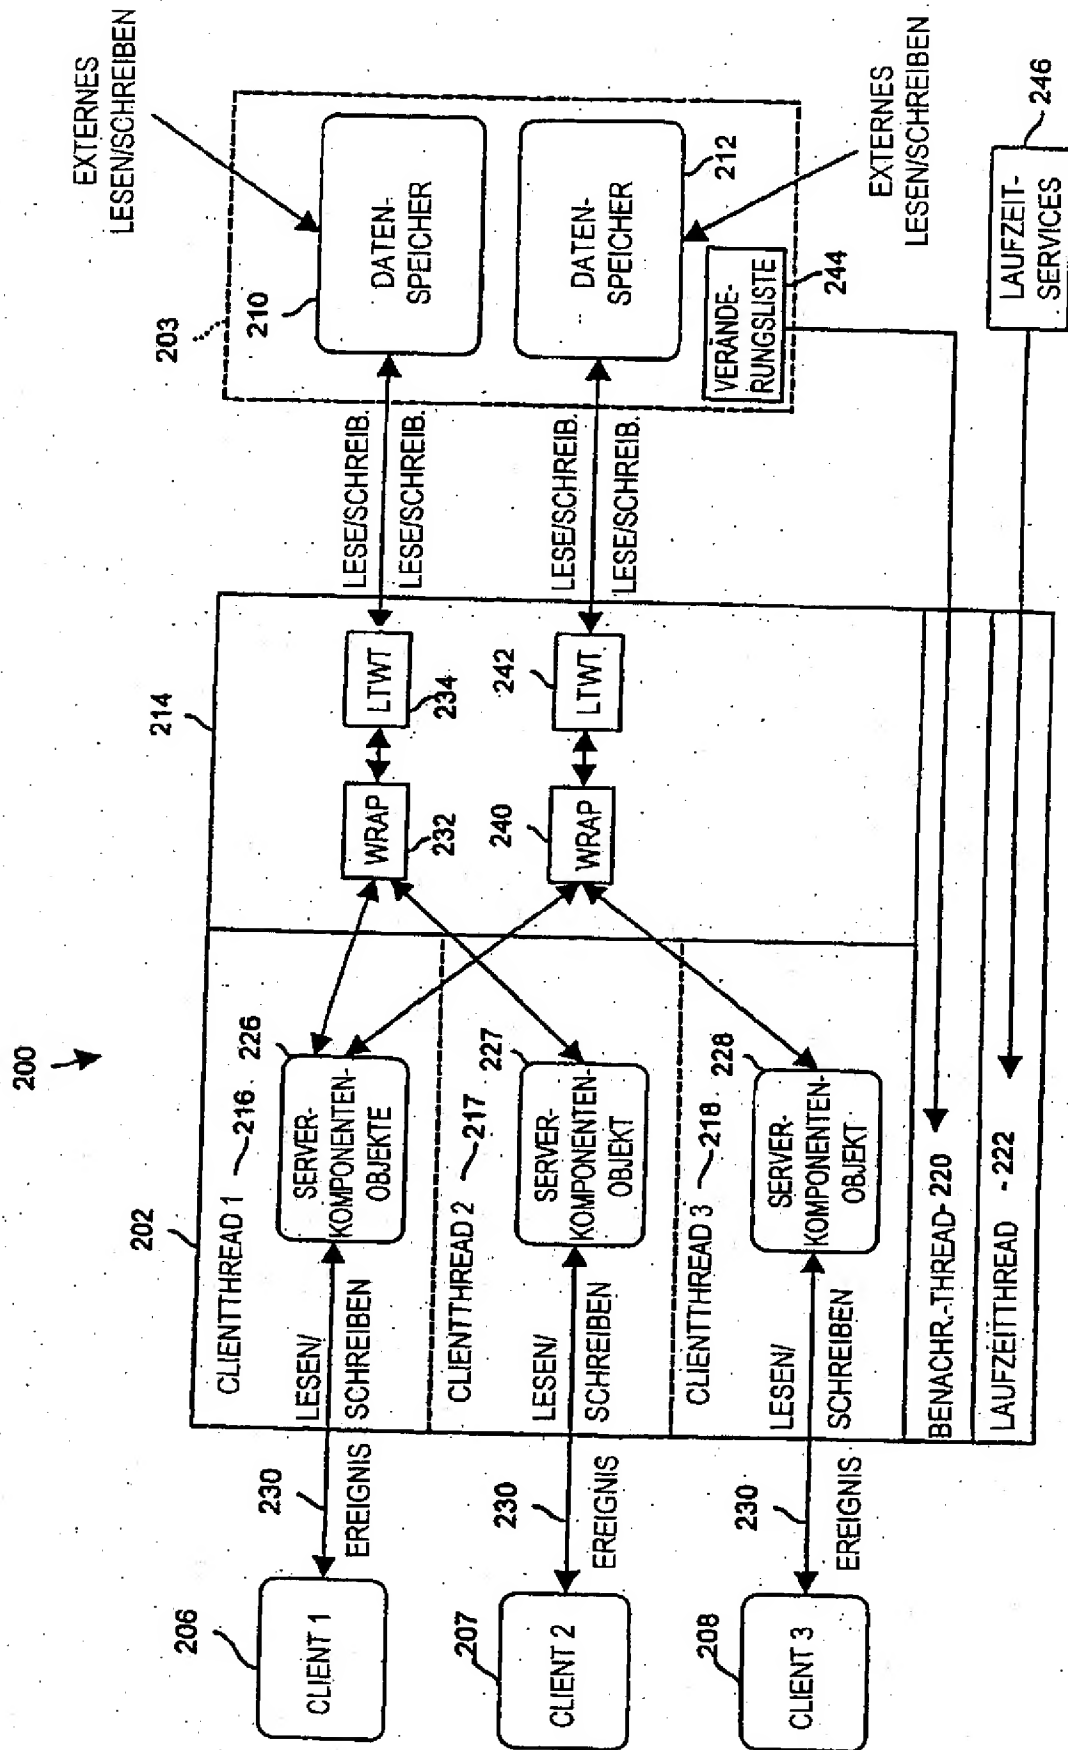 200
202
214
203
EXTERNES
LESEN/SCHREIBEN
206
CLIENT 1
230
EREIGNIS
LESEN/
SCHREIBEN
CLIENTTHREAD 1
216
226
SERVER-
KOMPONENTEN-
OBJEKTE
WRAP
232
LTWT
234
LESE/SCHREIB.
LESE/SCHREIB.
210
DATEN-
SPEICHER
207
CLIENT 2
230
EREIGNIS
LESEN/
SCHREIBEN
CLIENTTHREAD 2
217
227
SERVER-
KOMPONENTEN-
OBJEKT
240
WRAP
242
LTWT
LESE/SCHREIB.
LESE/SCHREIB.
DATEN-
SPEICHER
212
208
CLIENT 3
230
EREIGNIS
LESEN/
SCHREIBEN
CLIENTTHREAD 3
218
228
SERVER-
KOMPONENTEN-
OBJEKT
VERÄNDE-
RUNGSLISTE
244
EXTERNES
LESEN/SCHREIBEN
BENACHR.-THREAD-220
LAUFZEITTHREAD -222
LAUFZEIT-
SERVICES
246